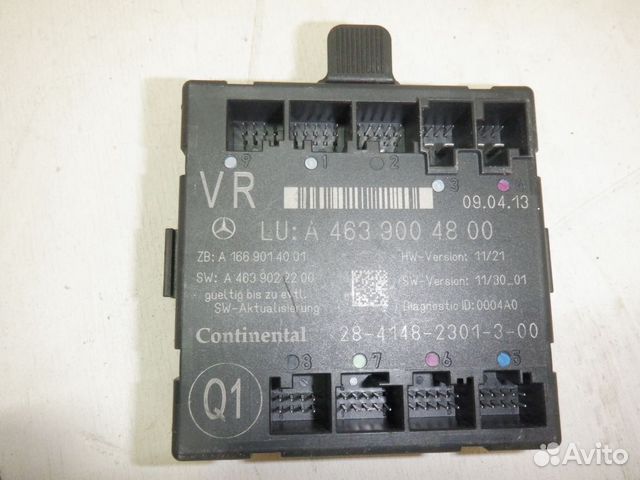 9 1 2 3 4
VR
09.04.13
LU: A 463 900 48 00
ZB: A 166 901 40 01
HW-Version: 11/21
SW: A 463 902 22 00
SW-Version: 11/30_01
gueltig bis zu evtl.
SW-Aktualisierung
Diagnostic ID:0004A0
Continental 28-4148-2301-3-00
8 7 6 5
Q1
Avito